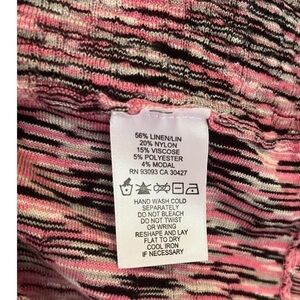 56% LINEN/LIN
20% NYLON
15% VISCOSE
5% POLYESTER
4% MODAL
RN 93093 CA 30427
HAND WASH COLD
SEPARATELY
DO NOT BLEACH
DO NOT TWIST
OR WRING
RESHAPE AND LAY
FLAT TO DRY
COOL IRON
IF NECESSARY